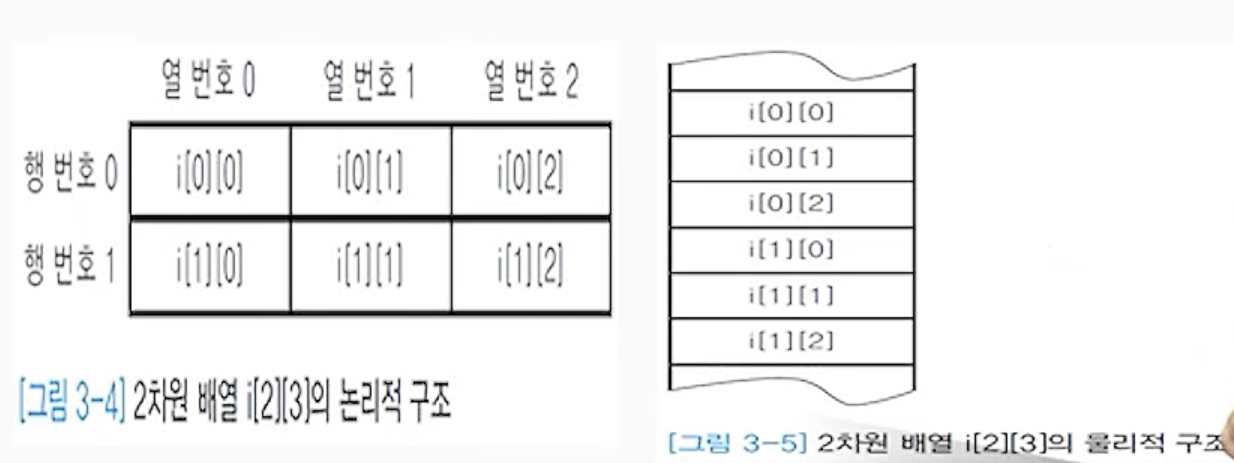 열 번호 0 열 번호 1 열 번호 2
행 번호 0 i[0][0] i[0][1] i[0][2]
행 번호 1 i[1][0] i[1][1] i[1][2]
[그림 3-4] 2차원 배열 i[2][3]의 논리적 구조
i[0][0]
i[0][1]
i[0][2]
i[1][0]
i[1][1]
i[1][2]
[그림 3-5] 2차원 배열 i[2][3]의 물리적 구조